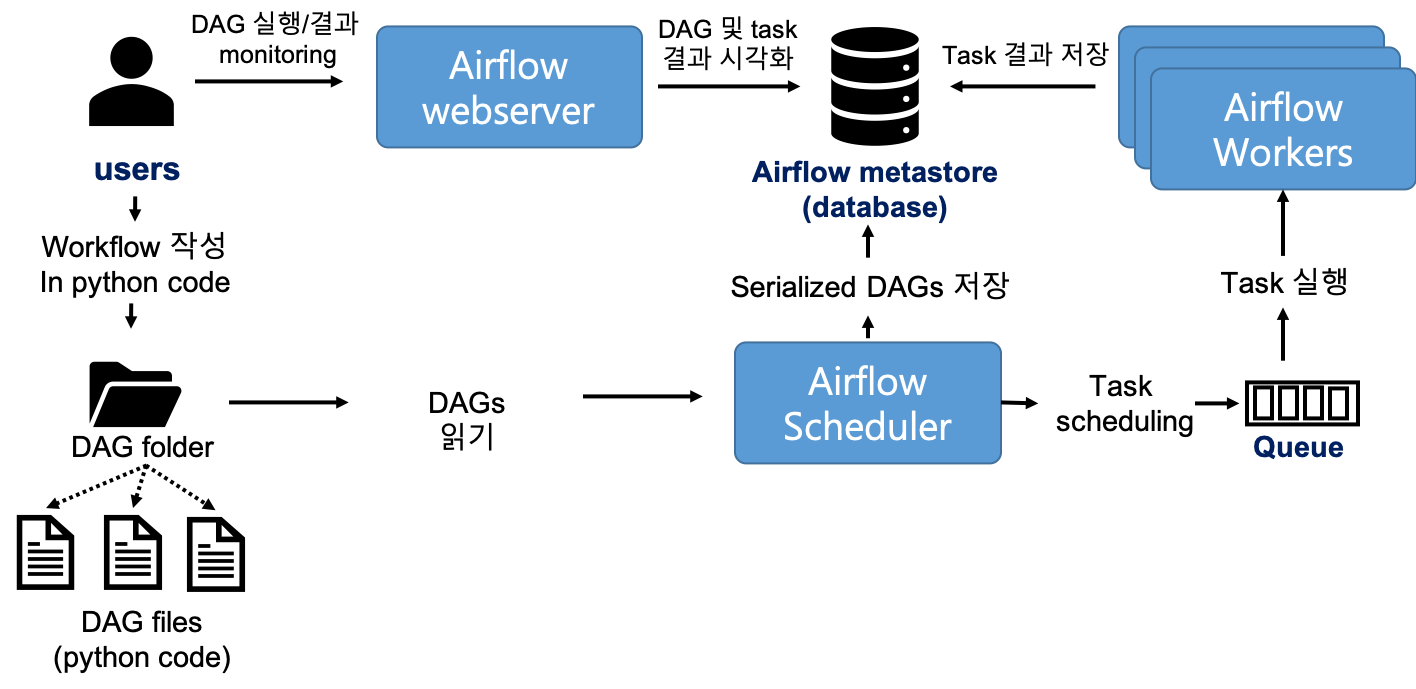 DAG 실행/결과
monitoring
Airflow
webserver
DAG 및 task
결과 시각화
Task 결과 저장
Airflow
Workers
users
Airflow metastore
(database)
Workflow 작성
In python code
Serialized DAGs 저장
Task 실행
DAG folder
DAGs
읽기
Airflow
Scheduler
Task
scheduling
Queue
DAG files
(python code)